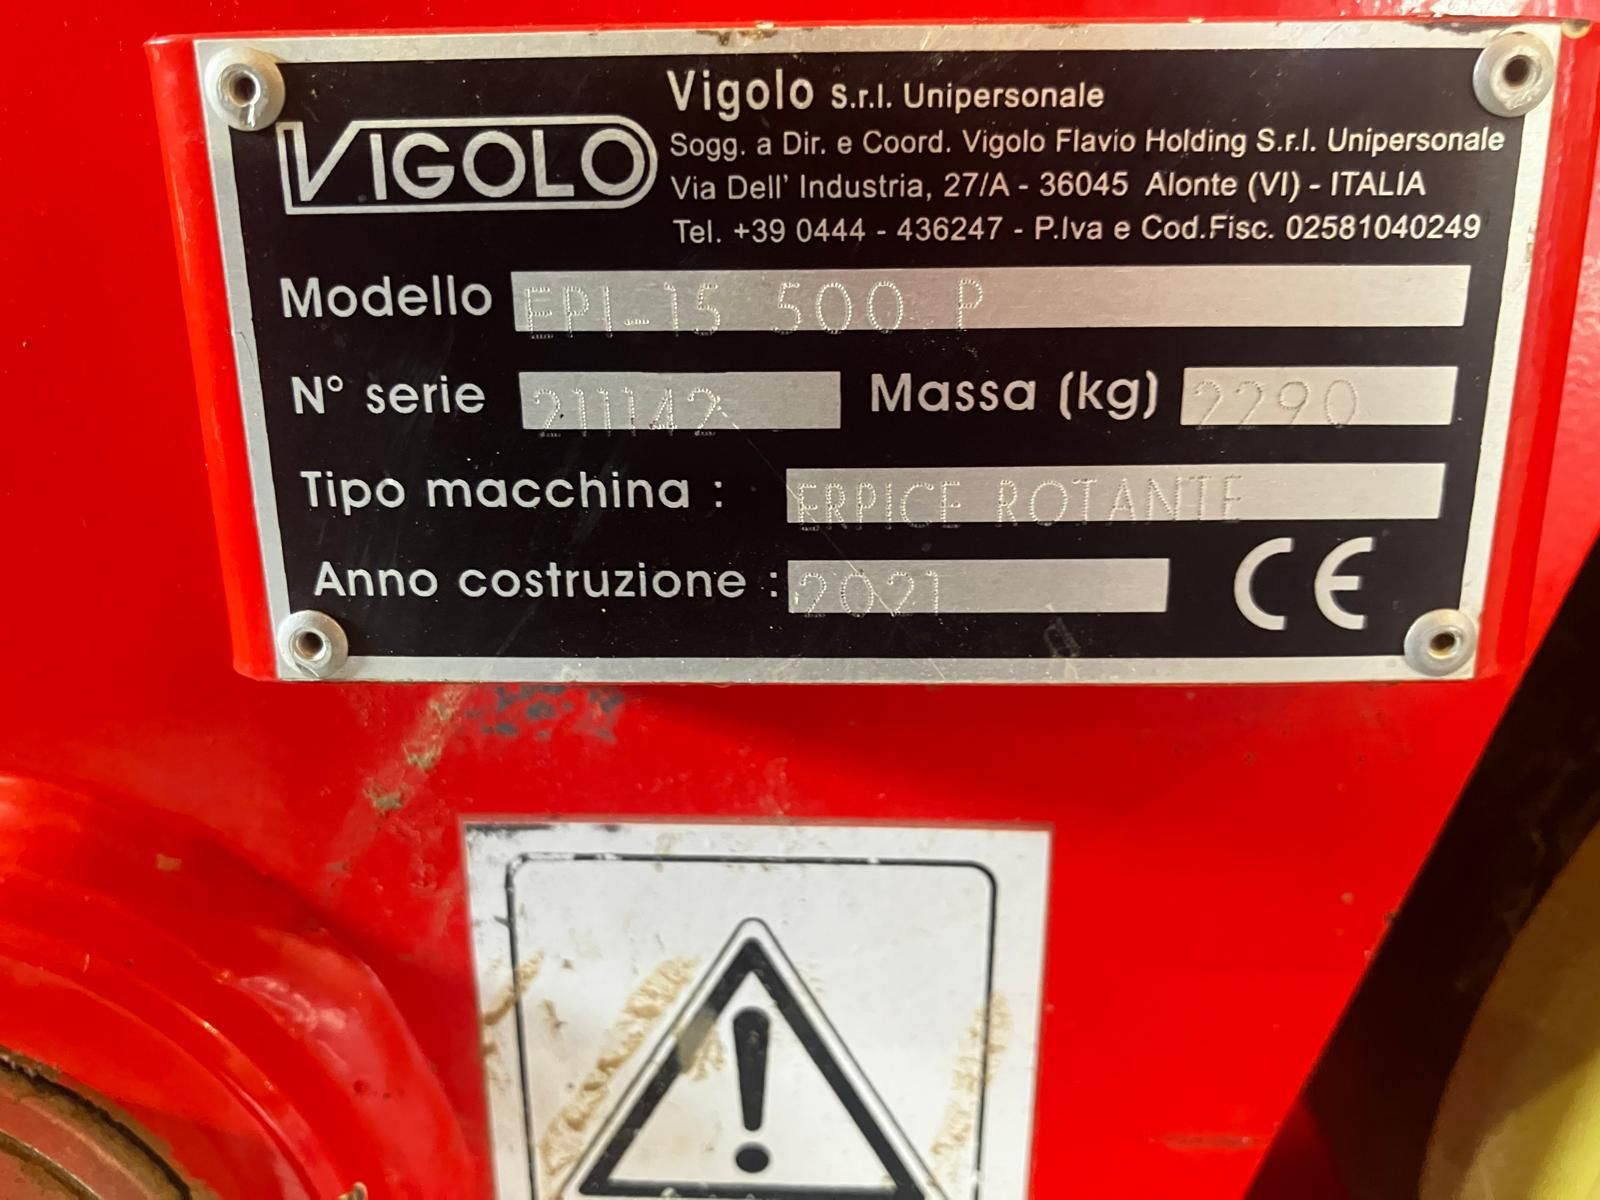 VIGOLO
Vigolo s.r.l. Unipersonale
Sogg. a Dir. e Coord. Vigolo Flavio Holding S.r.l. Unipersonale
Via Dell' Industria, 27/A - 36045 Alonte (VI) - ITALIA
Tel. +39 0444 - 436247 - P.Iva e Cod.Fisc. 02581040249
Modello EPI-15 500 P
N° serie 211142 Massa (kg) 2290
Tipo macchina : ERPICE ROTANTE
Anno costruzione : 2021 CE